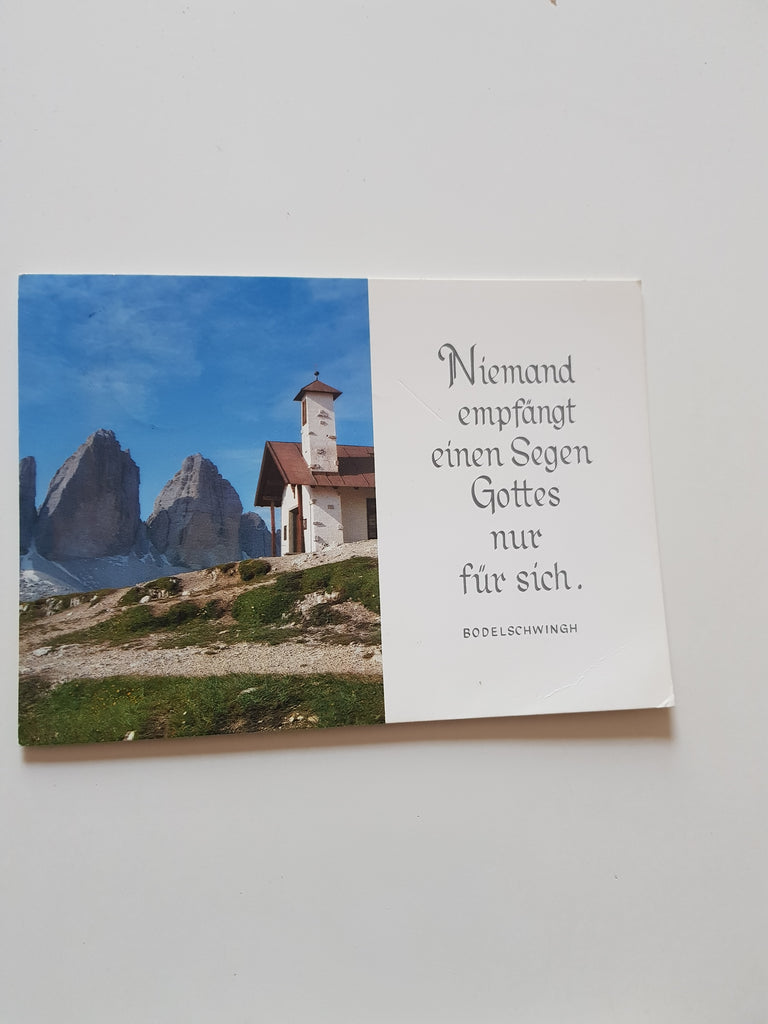 Niemand
empfängt
einen Segen
Gottes
nur
für sich.
BODELSCHWINGH